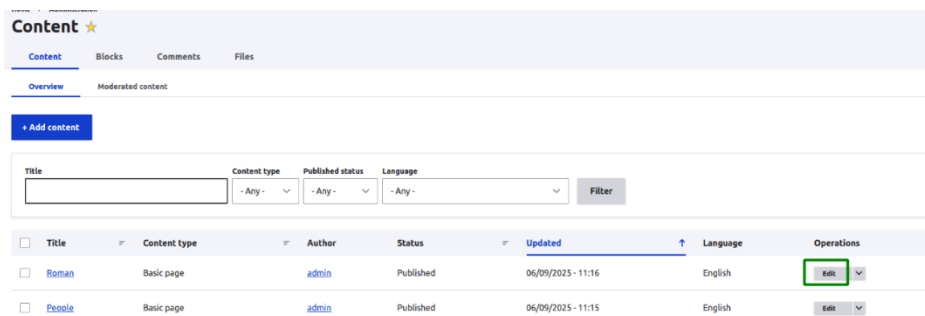 Content
Content Blocks Comments Files
Overview Moderated content
+ Add content
Title Content type Published status Language
- Any - - Any - - Any - Filter
Title Content type Author Status Updated Language Operations
Roman Basic page admin Published 06/09/2025 - 11:16 English Edit
People Basic page admin Published 06/09/2025 - 11:15 English Edit